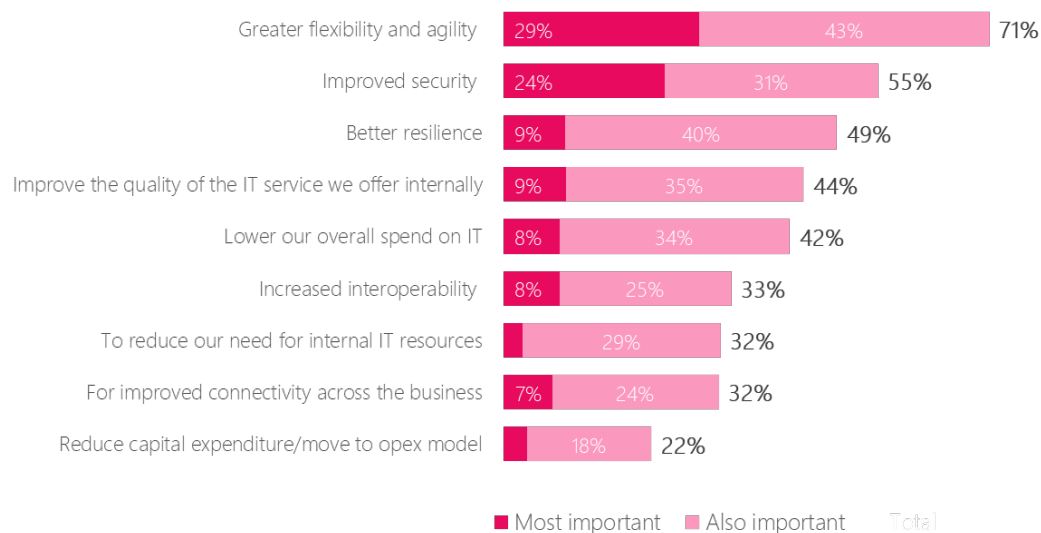 Greater flexibility and agility 29% 43% 71%
Improved security 24% 31% 55%
Better resilience 9% 40% 49%
Improve the quality of the IT service we offer internally 9% 35% 44%
Lower our overall spend on IT 8% 34% 42%
Increased interoperability 8% 25% 33%
To reduce our need for internal IT resources 29% 32%
For improved connectivity across the business 7% 24% 32%
Reduce capital expenditure/move to opex model 18% 22%
Most important Also important Total